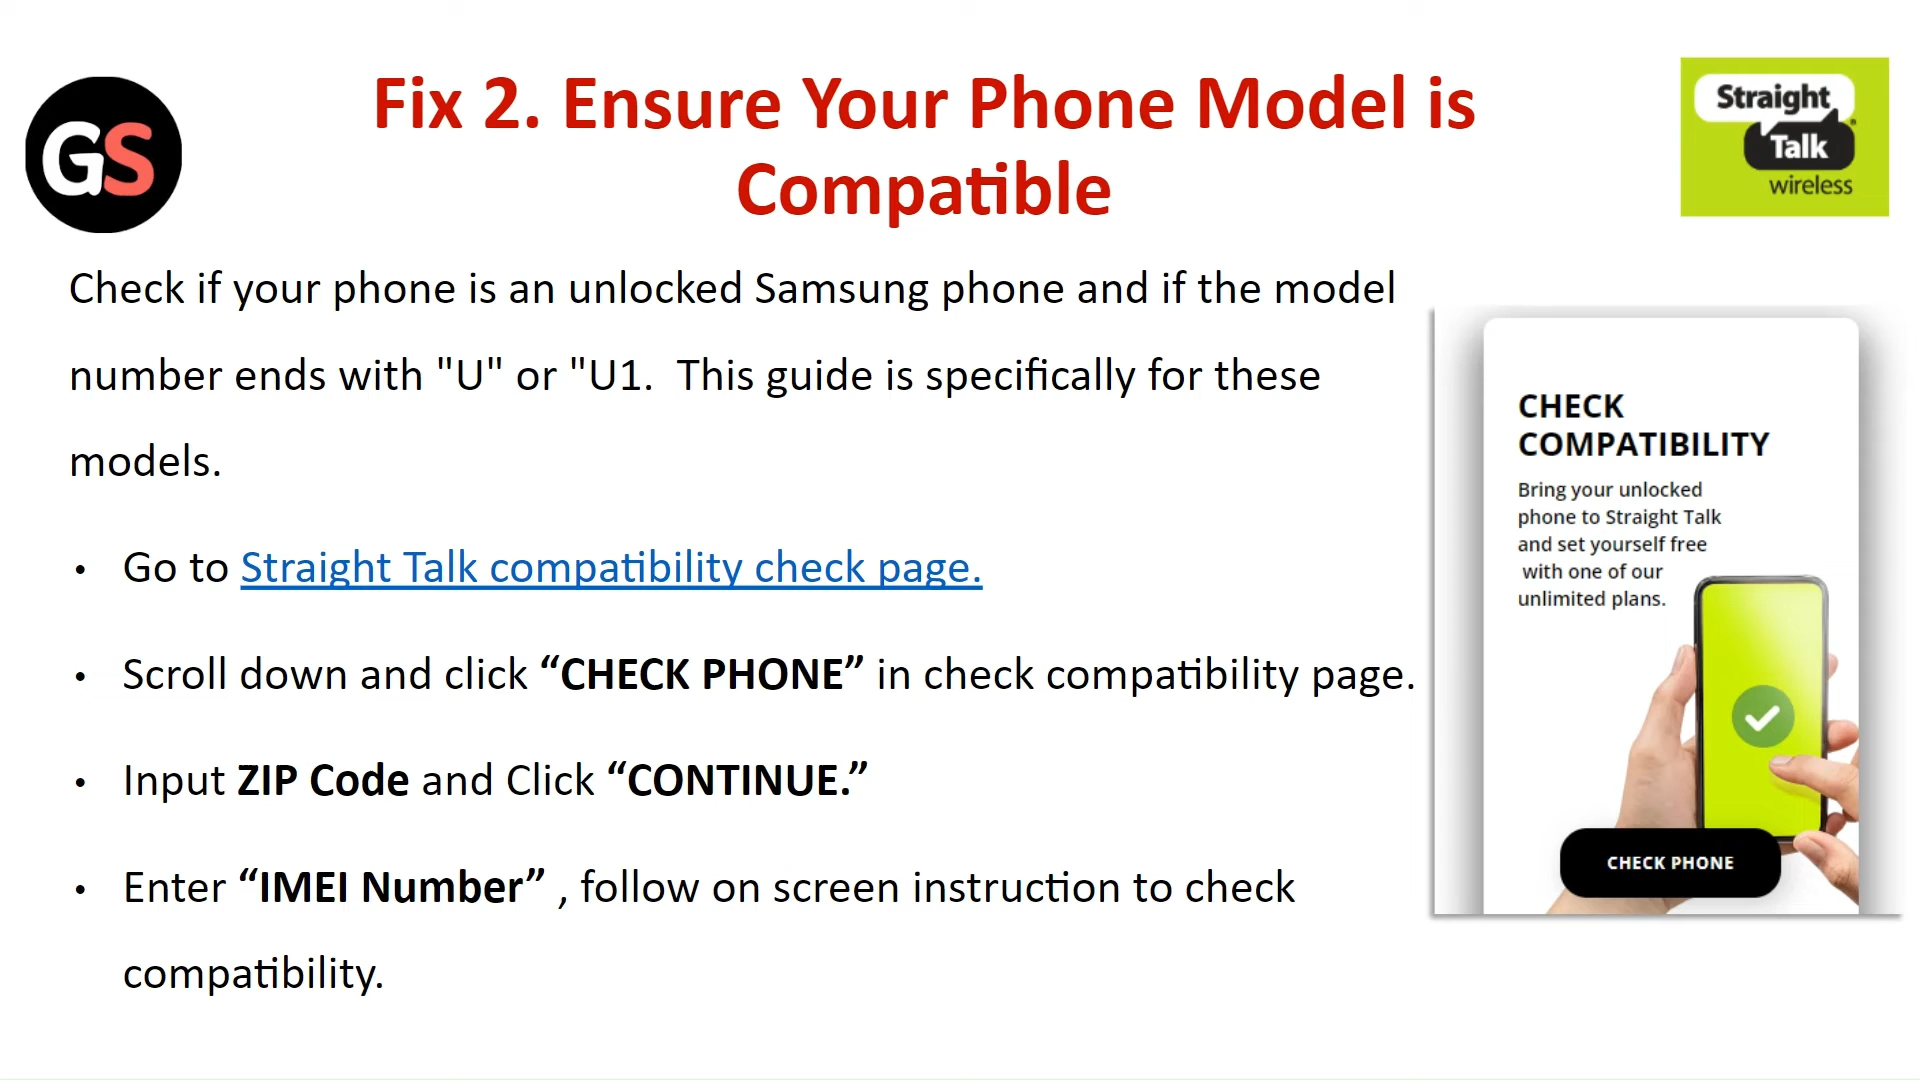 GS
Fix 2. Ensure Your Phone Model is
Compatible
Straight
Talk
wireless
Check if your phone is an unlocked Samsung phone and if the model
number ends with "U" or "U1.  This guide is specifically for these
models.
• Go to Straight Talk compatibility check page.
• Scroll down and click “CHECK PHONE” in check compatibility page.
• Input ZIP Code and Click “CONTINUE.”
• Enter “IMEI Number” , follow on screen instruction to check
compatibility.
CHECK
COMPATIBILITY
Bring your unlocked
phone to Straight Talk
and set yourself free
with one of our
unlimited plans.
CHECK PHONE